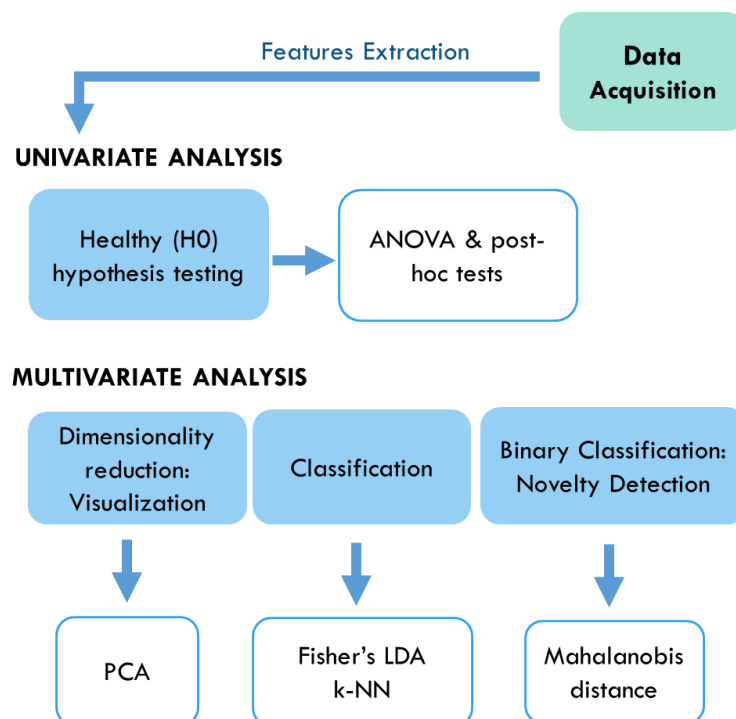 Features Extraction
Data
Acquisition
UNIVARIATE ANALYSIS
Healthy (H0)
hypothesis testing
ANOVA & post-
hoc tests
MULTIVARIATE ANALYSIS
Dimensionality
reduction:
Visualization
Classification
Binary Classification:
Novelty Detection
PCA
Fisher's LDA
k-NN
Mahalanobis
distance